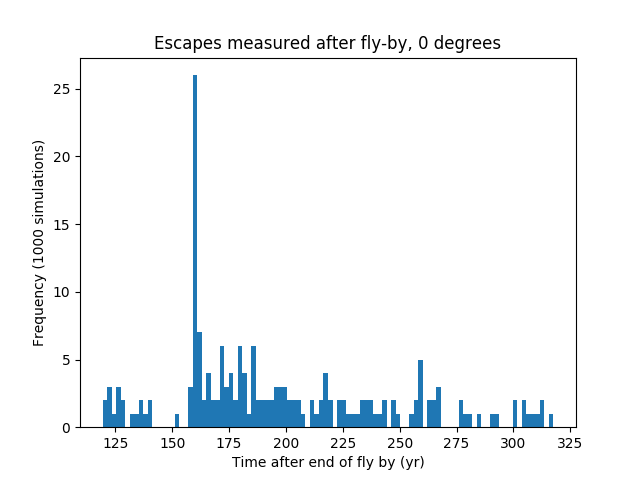 Escapes measured after fly-by, 0 degrees
Frequency (1000 simulations)
25
20
15
10
5
0
125 150 175 200 225 250 275 300 325
Time after end of fly by (yr)